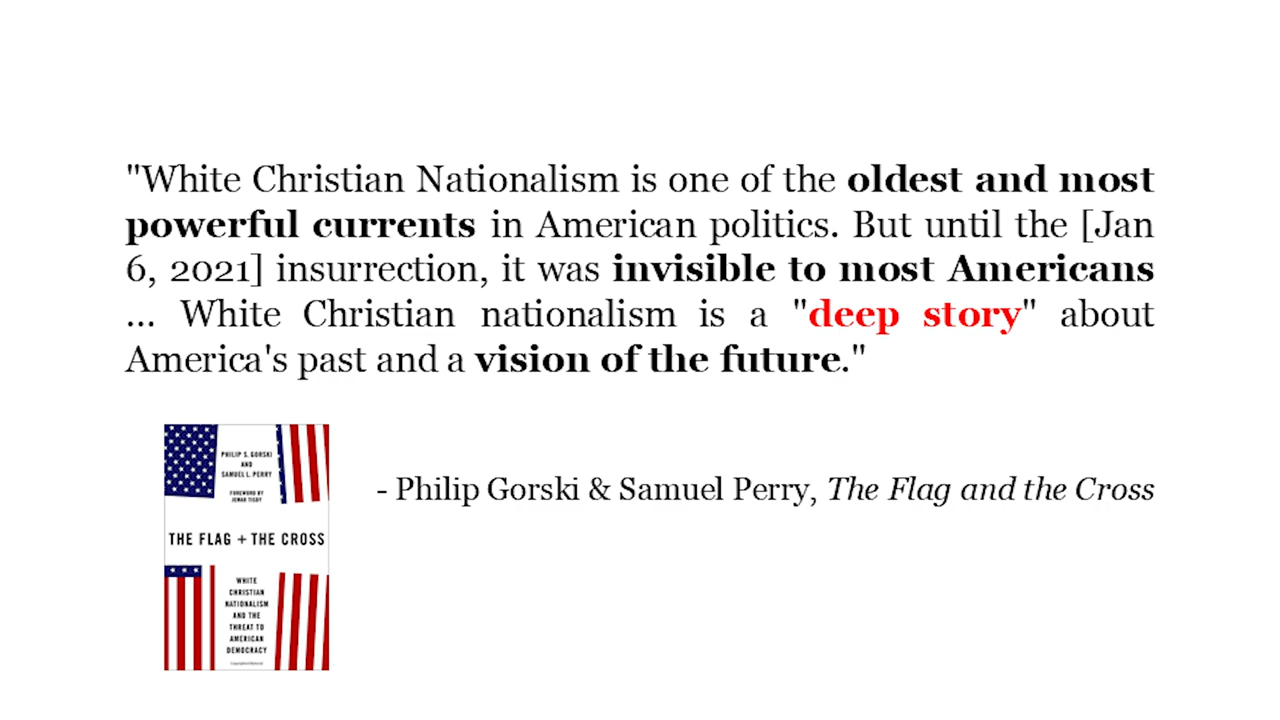 "White Christian Nationalism is one of the oldest and most
powerful currents in American politics. But until the [Jan
6, 2021] insurrection, it was invisible to most Americans
... White Christian nationalism is a "deep story" about
America's past and a vision of the future."
PHILIP S. GORSKI
AND
SAMUEL L. PERRY
FOREWORD BY
JEMAR TISBY
THE FLAG + THE CROSS
WHITE
CHRISTIAN
NATIONALISM
AND THE
THREAT TO
AMERICAN
DEMOCRACY
- Philip Gorski & Samuel Perry, The Flag and the Cross